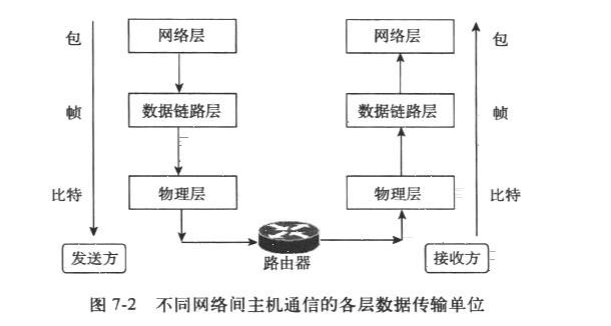 包 网络层 网络层 包
帧 数据链路层 数据链路层 帧
比特 物理层 物理层 比特
发送方 路由器 接收方
图 7-2 不同网络间主机通信的各层数据传输单位